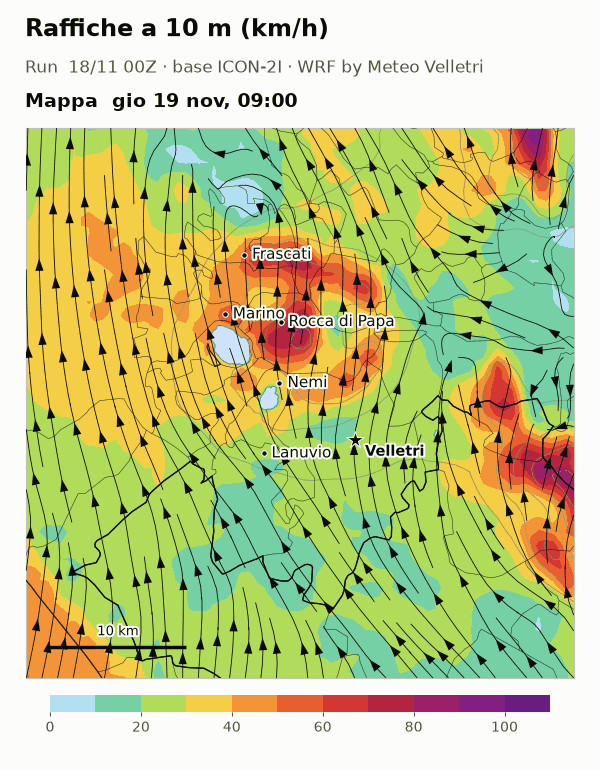 Raffiche a 10 m (km/h)
Run  18/11 00Z · base ICON-2I · WRF by Meteo Velletri
Mappa  gio 19 nov, 09:00
Frascati
Marino
Rocca di Papa
Nemi
Lanuvio
Velletri
10 km
0 20 40 60 80 100